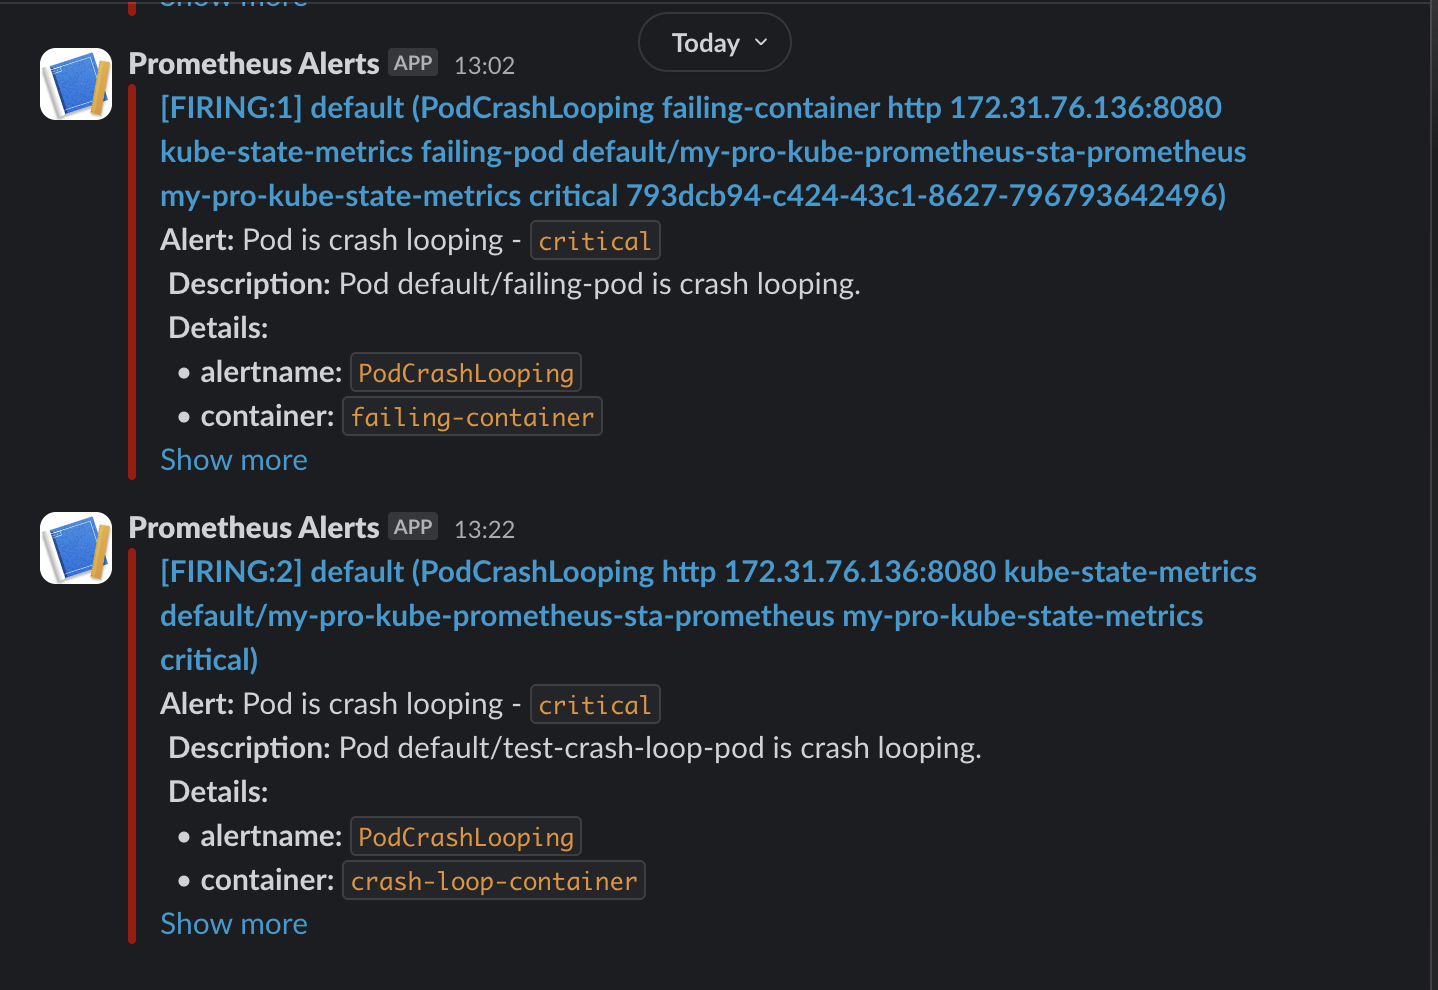 Show more
Today
Prometheus Alerts APP 13:02
[FIRING:1] default (PodCrashLooping failing-container http 172.31.76.136:8080
kube-state-metrics failing-pod default/my-pro-kube-prometheus-sta-prometheus
my-pro-kube-state-metrics critical 793dcb94-c424-43c1-8627-796793642496)
Alert: Pod is crash looping - critical
Description: Pod default/failing-pod is crash looping.
Details:
• alertname: PodCrashLooping
• container: failing-container
Show more
Prometheus Alerts APP 13:22
[FIRING:2] default (PodCrashLooping http 172.31.76.136:8080 kube-state-metrics
default/my-pro-kube-prometheus-sta-prometheus my-pro-kube-state-metrics
critical)
Alert: Pod is crash looping - critical
Description: Pod default/test-crash-loop-pod is crash looping.
Details:
• alertname: PodCrashLooping
• container: crash-loop-container
Show more